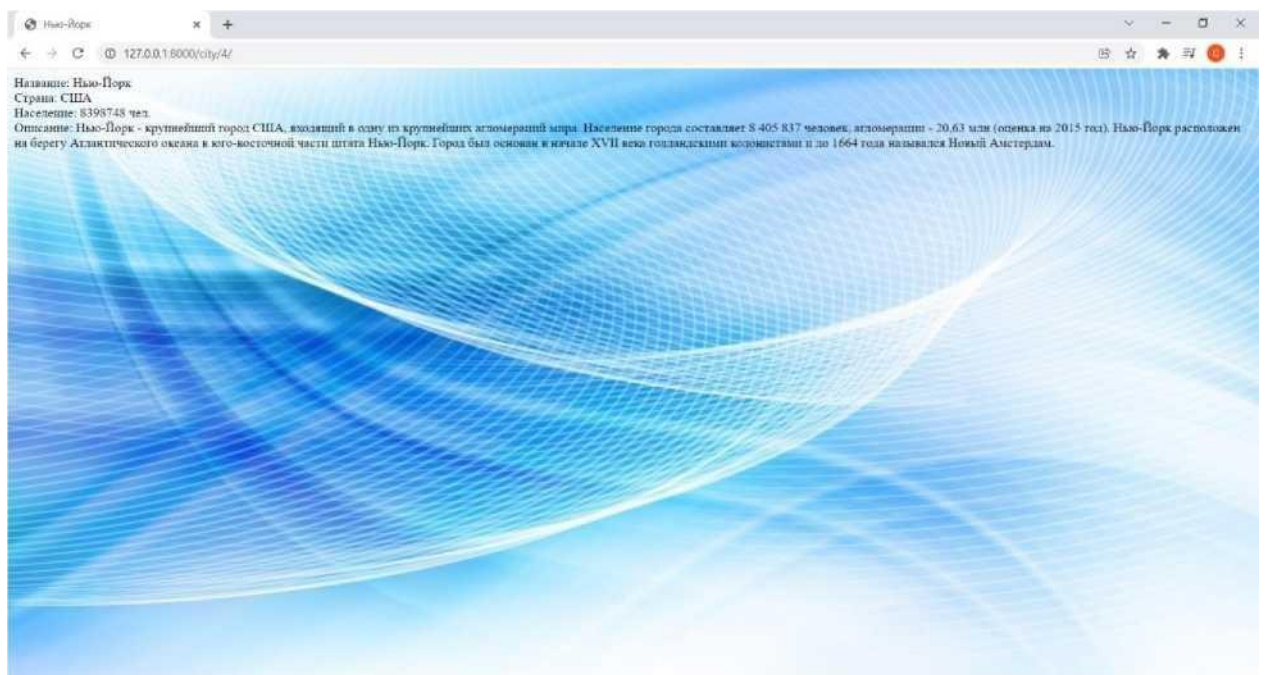 Нью-Йорк
127.0.0.1:8000/city/4/
Название: Нью-Йорк
Страна: США
Население: 8398748 чел.
Описание: Нью-Йорк - крупнейший город США, входящий в одну из крупнейших агломераций мира. Население города составляет 8 405 837 человек, агломерации - 20,63 млн (оценка на 2015 год). Нью-Йорк расположен
на берегу Атлантического океана в юго-восточной части штата Нью-Йорк. Город был основан в начале XVII века голландскими колонистами и до 1664 года назывался Новый Амстердам.